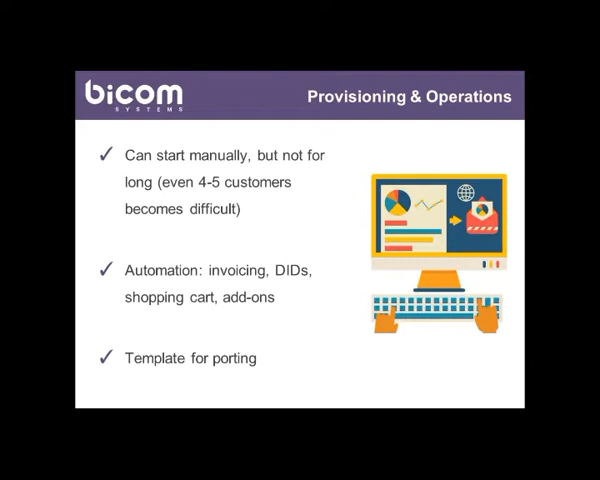 bicom
SYSTEMS
Provisioning & Operations
✓ Can start manually, but not for
long (even 4-5 customers
becomes difficult)
✓ Automation: invoicing, DIDs,
shopping cart, add-ons
✓ Template for porting